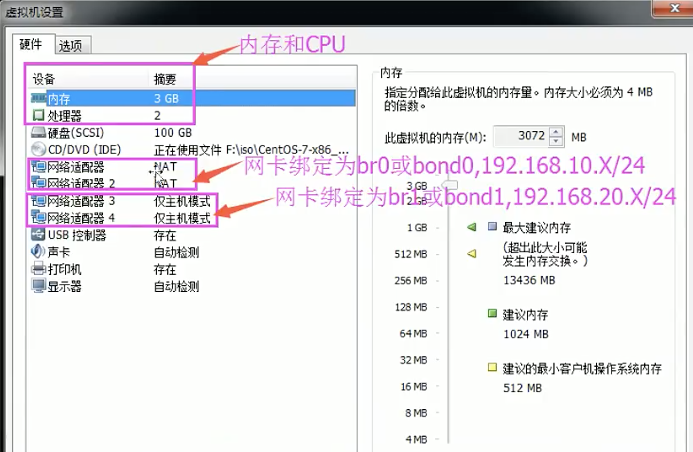 虚拟机设置
硬件 选项
内存和CPU
设备 摘要
内存 3 GB
处理器 2
硬盘(SCSI) 100 GB
CD/DVD (IDE) 正在使用文件 F:\iso\CentOS-7-x86_...
网络适配器 NAT
网络适配器 2 NAT
网络适配器 3 仅主机模式
网络适配器 4 仅主机模式
USB 控制器 存在
声卡 自动检测
打印机 存在
显示器 自动检测
网卡绑定为br0或bond0,192.168.10.X/24
网卡绑定为br1或bond1,192.168.20.X/24
内存
指定分配给此虚拟机的内存量。内存大小必须为 4 MB
的倍数。
此虚拟机的内存(M): 3072 MB
3 GB
2 GB
1 GB
512 MB
256 MB
128 MB
64 MB
32 MB
16 MB
8 MB
4 MB
最大建议内存
(超出此大小可能
发生内存交换。)
13436 MB
建议内存
1024 MB
建议的最小客户机操作系统内存
512 MB